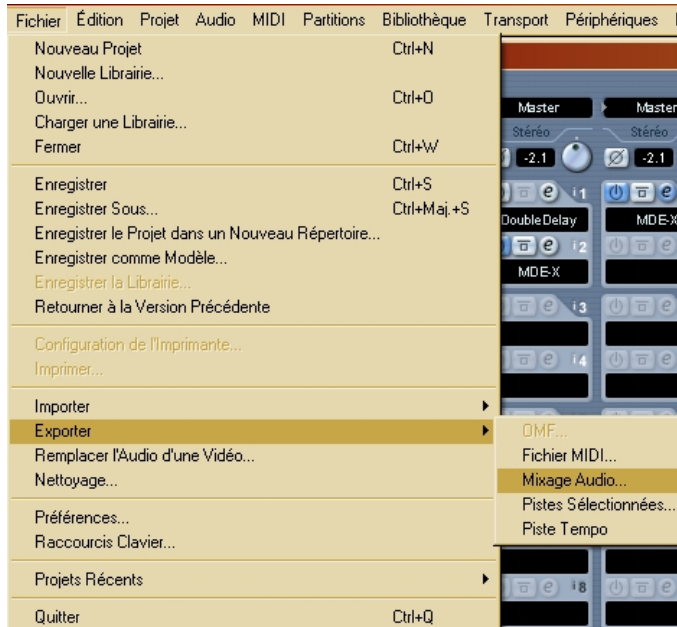 Fichier Édition Projet Audio MIDI Partitions Bibliothèque Transport Périphériques
Nouveau Projet Ctrl+N
Nouvelle Librairie...
Ouvrir... Ctrl+O
Charger une Librairie...
Fermer Ctrl+W
Enregistrer Ctrl+S
Enregistrer Sous... Ctrl+Maj.+S
Enregistrer le Projet dans un Nouveau Répertoire...
Enregistrer comme Modèle...
Enregistrer la Librairie...
Retourner à la Version Précédente
Configuration de l'Imprimante...
Imprimer...
Importer
Exporter
Remplacer l'Audio d'une Vidéo...
Nettoyage...
Préférences...
Raccourcis Clavier...
Projets Récents
Quitter Ctrl+Q
OMF...
Fichier MIDI...
Mixage Audio...
Pistes Sélectionnées...
Piste Tempo
Master Master
Stéréo Stéréo
-2.1 -2.1
e i1 e
DoubleDelay MDE-X
e i2 e
MDE-X
e i3 e
e i4 e
e i8 e